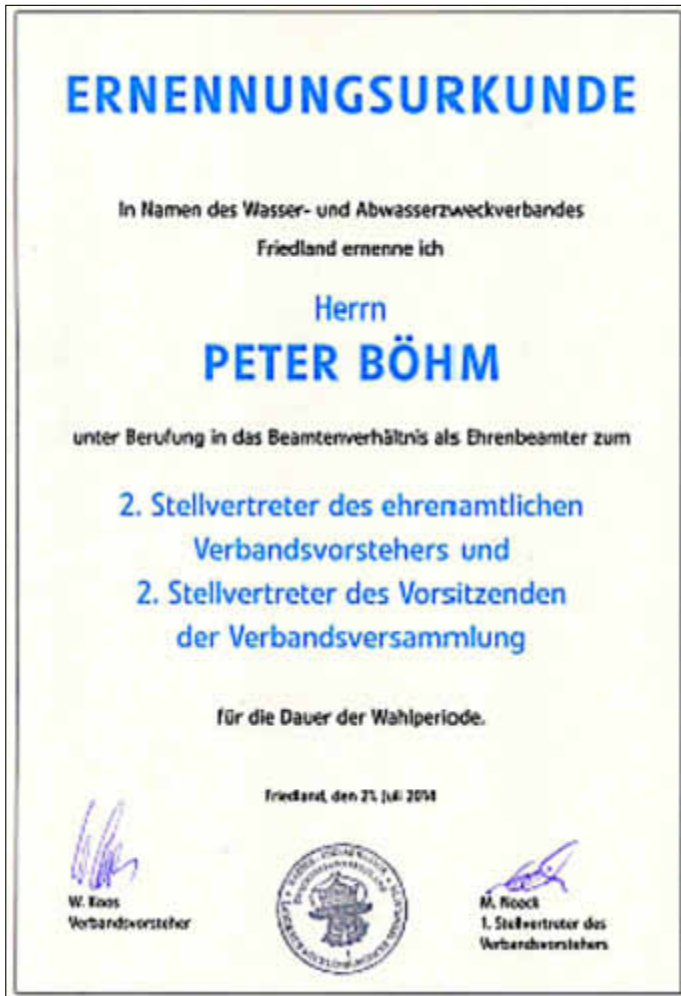 ERNENNUNGSURKUNDE
In Namen des Wasser- und Abwasserzweckverbandes
Friedland ernenne ich
Herrn
PETER BÖHM
unter Berufung in das Beamtenverhältnis als Ehrenbeamter zum
2. Stellvertreter des ehrenamtlichen
Verbandsvorstehers und
2. Stellvertreter des Vorsitzenden
der Verbandsversammlung
für die Dauer der Wahlperiode.
Friedland, den 21. Juli 2014
W. Koos
Verbandsvorsteher
M. Noack
1. Stellvertreter des
Verbandsvorstehers